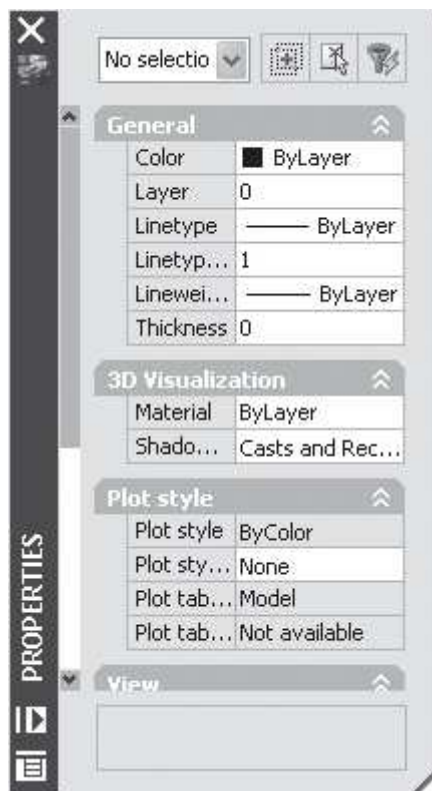 No selectio
General
Color ByLayer
Layer 0
Linetype ByLayer
Linetyp... 1
Linewei... ByLayer
Thickness 0
3D Visualization
Material ByLayer
Shado... Casts and Rec...
Plot style
Plot style ByColor
Plot sty... None
Plot tab... Model
Plot tab... Not available
View
PROPERTIES